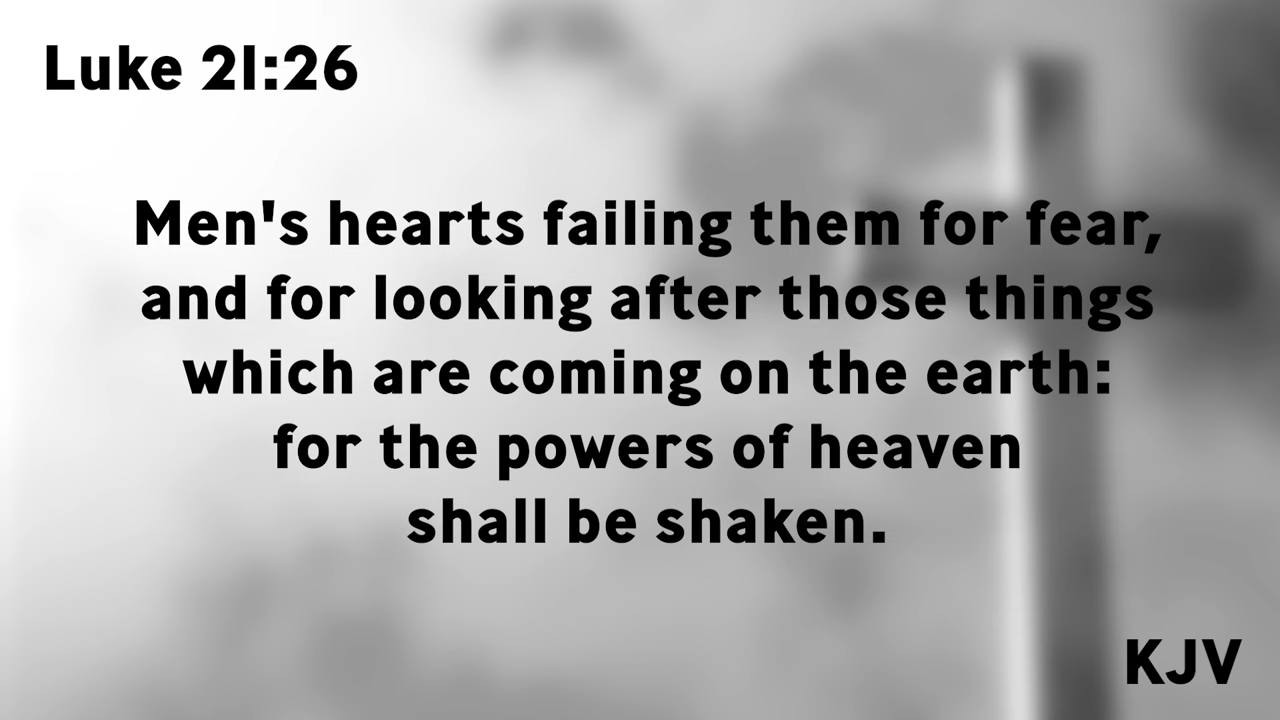 Luke 21:26
Men's hearts failing them for fear,
and for looking after those things
which are coming on the earth:
for the powers of heaven
shall be shaken.
KJV